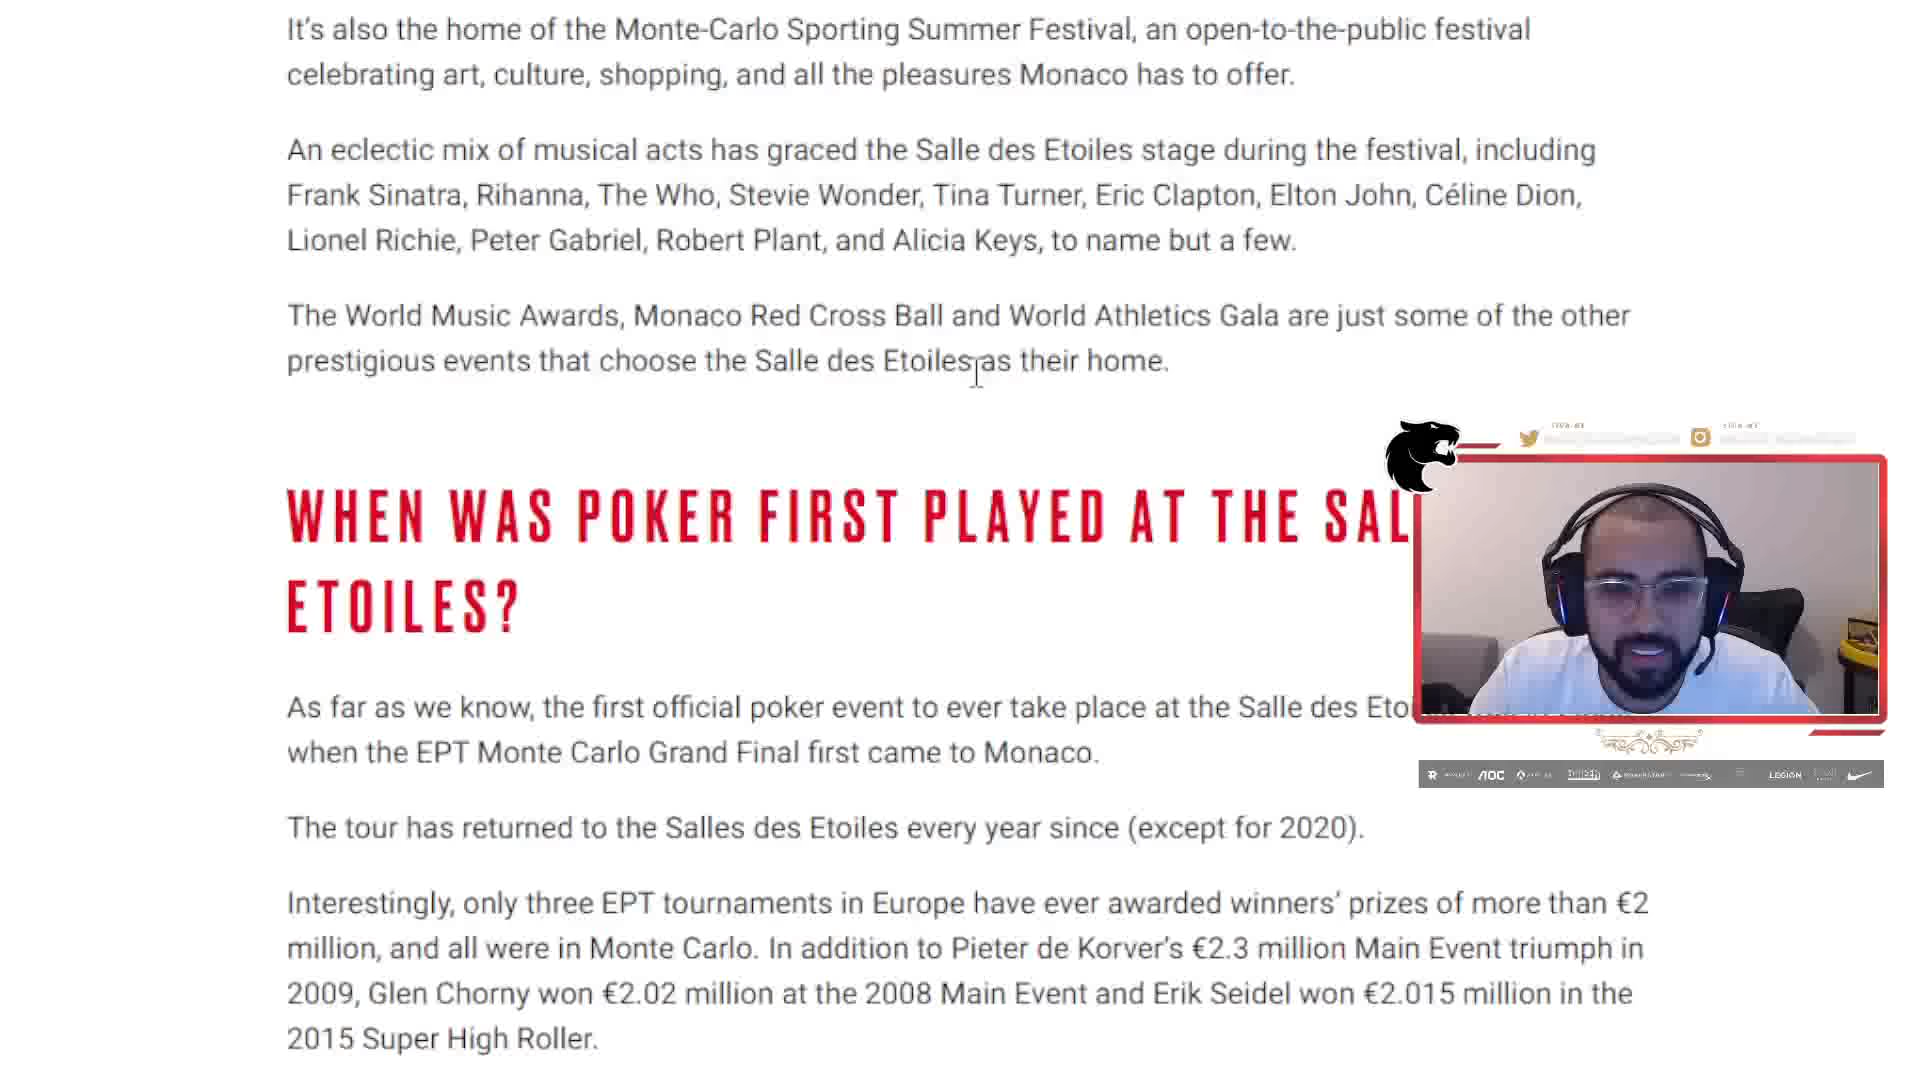 It's also the home of the Monte-Carlo Sporting Summer Festival, an open-to-the-public festival
celebrating art, culture, shopping, and all the pleasures Monaco has to offer.
An eclectic mix of musical acts has graced the Salle des Etoiles stage during the festival, including
Frank Sinatra, Rihanna, The Who, Stevie Wonder, Tina Turner, Eric Clapton, Elton John, Céline Dion,
Lionel Richie, Peter Gabriel, Robert Plant, and Alicia Keys, to name but a few.
The World Music Awards, Monaco Red Cross Ball and World Athletics Gala are just some of the other
prestigious events that choose the Salle des Etoiles as their home.
WHEN WAS POKER FIRST PLAYED AT THE SAL
ETOILES?
As far as we know, the first official poker event to ever take place at the Salle des Eto
when the EPT Monte Carlo Grand Final first came to Monaco.
The tour has returned to the Salles des Etoiles every year since (except for 2020).
Interestingly, only three EPT tournaments in Europe have ever awarded winners' prizes of more than €2
million, and all were in Monte Carlo. In addition to Pieter de Korver's €2.3 million Main Event triumph in
2009, Glen Chorny won €2.02 million at the 2008 Main Event and Erik Seidel won €2.015 million in the
2015 Super High Roller.
AOC
LEGION